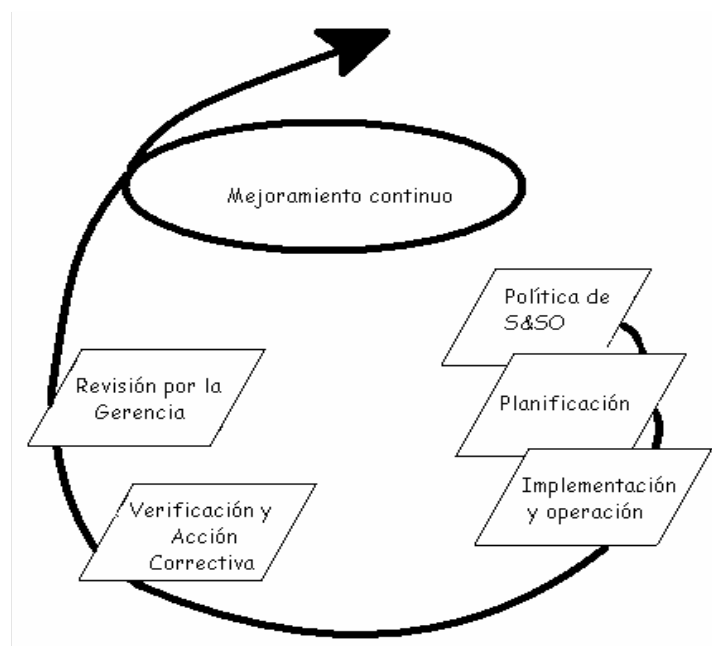 Mejoramiento continuo
Política de
S&SO
Planificación
Implementación
y operación
Verificación y
Acción
Correctiva
Revisión por la
Gerencia